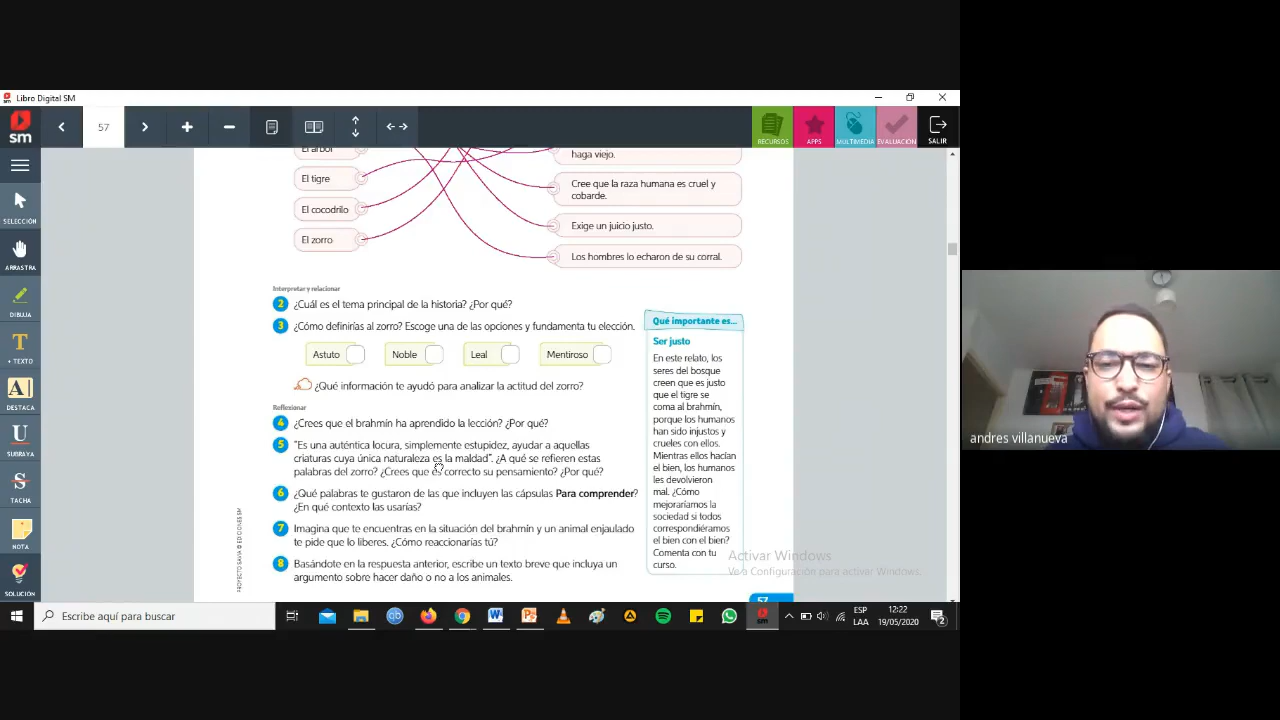 Libro Digital SM
sm
57
RECURSOS
APPS
MULTIMEDIA
EVALUACIÓN
SALIR
SELECCIÓN
ARRASTRA
DIBUJA
+ TEXTO
DESTACA
SUBRAYA
TACHA
NOTA
SOLUCIÓN
El árbol
El tigre
El cocodrilo
El zorro
haga viejo.
Cree que la raza humana es cruel y
cobarde.
Exige un juicio justo.
Los hombres lo echaron de su corral.
Interpretar y relacionar
2 ¿Cuál es el tema principal de la historia? ¿Por qué?
3 ¿Cómo definirías al zorro? Escoge una de las opciones y fundamenta tu elección.
Astuto
Noble
Leal
Mentiroso
¿Qué información te ayudó para analizar la actitud del zorro?
Reflexionar
4 ¿Crees que el brahmín ha aprendido la lección? ¿Por qué?
5 "Es una auténtica locura, simplemente estupidez, ayudar a aquellas
criaturas cuya única naturaleza es la maldad". ¿A qué se refieren estas
palabras del zorro? ¿Crees que es correcto su pensamiento? ¿Por qué?
6 ¿Qué palabras te gustaron de las que incluyen las cápsulas Para comprender?
¿En qué contexto las usarías?
7 Imagina que te encuentras en la situación del brahmín y un animal enjaulado
te pide que lo liberes. ¿Cómo reaccionarías tú?
8 Basándote en la respuesta anterior, escribe un texto breve que incluya un
argumento sobre hacer daño o no a los animales.
Qué importante es...
Ser justo
En este relato, los
seres del bosque
creen que es justo
que el tigre se
coma al brahmín,
porque los humanos
han sido injustos y
crueles con ellos.
Mientras ellos hacían
el bien, los humanos
les devolvieron
mal. ¿Cómo
mejoraríamos la
sociedad si todos
correspondiéramos
el bien con el bien?
Comenta con tu
curso.
PROYECTO SAVIA © EDICIONES SM
57
Activar Windows
Ve a Configuración para activar Windows.
andres villanueva
Escribe aquí para buscar
ESP
LAA
12:22
19/05/2020
2